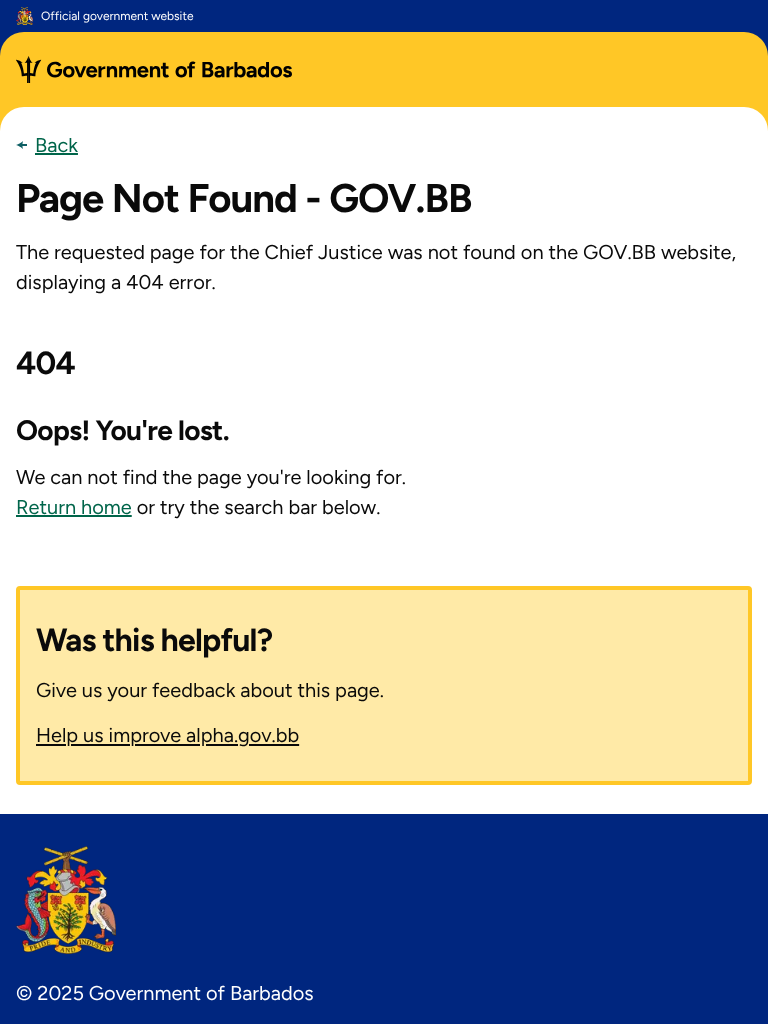 Official government website
Government of Barbados
Back
Page Not Found - GOV.BB
The requested page for the Chief Justice was not found on the GOV.BB website,
displaying a 404 error.
404
Oops! You're lost.
We can not find the page you're looking for.
Return home or try the search bar below.
Was this helpful?
Give us your feedback about this page.
Help us improve alpha.gov.bb
PRIDE AND INDUSTRY
© 2025 Government of Barbados